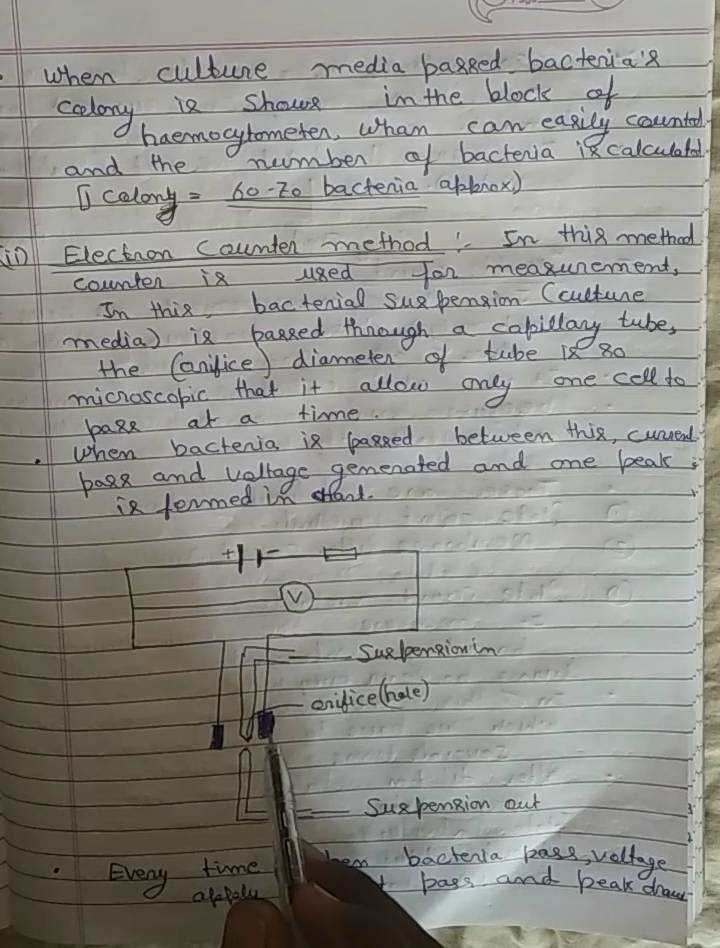 when culture media passed bacteria's
colony is shows in the block of
haemocytometer, whan can easily counted
and the number of bacteria is calculated
[1 colony = 60-70 bacteria approx)
(ii) Electron Counter method :- In this method
counter is used for measurement,
In this, bacterial suspension (culture
media) is passed through a capillary tube,
the (orifice) diameter of tube is so
microscopic that it allow only one cell to
pass at a time.
• when bacteria is passed between this, current
pass and voltage generated and one peak
is formed in chart.
+ -
V
Suspension in
orifice(hole)
Suspension out
• Every time bacteria pass, voltage
apply pass and peak draw